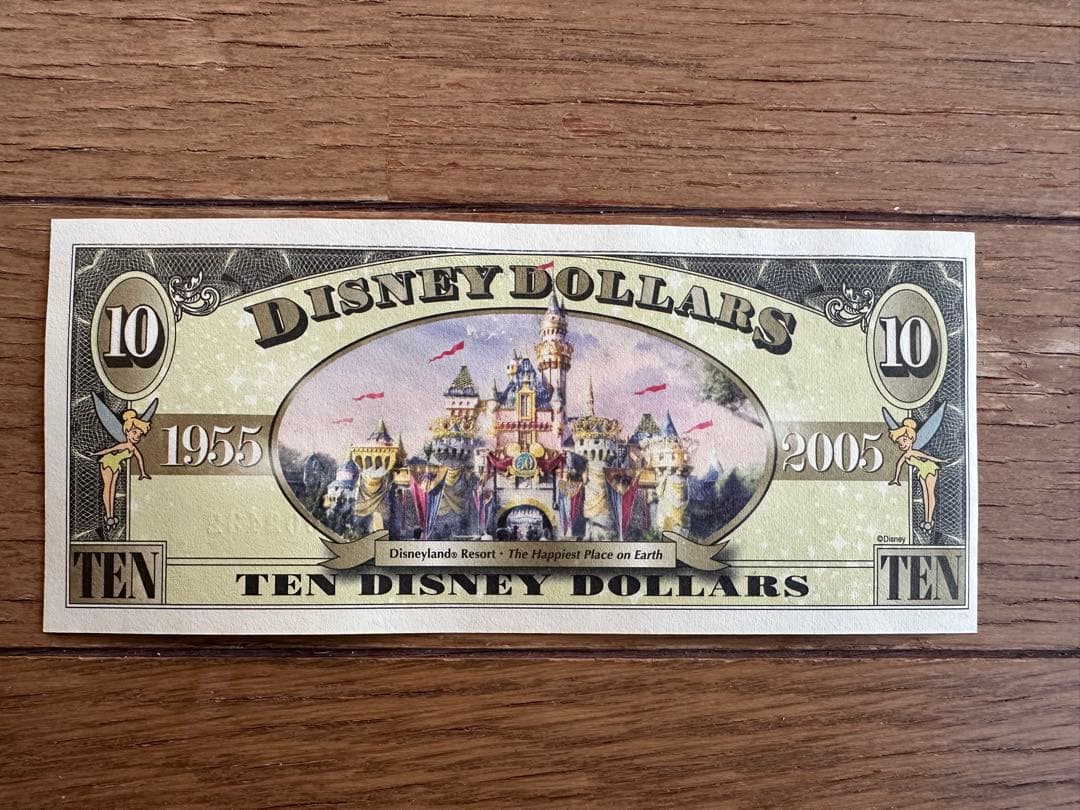 DISNEY DOLLARS
10
10
1955
50
2005
©Disney
Disneyland® Resort • The Happiest Place on Earth
TEN
TEN DISNEY DOLLARS
TEN